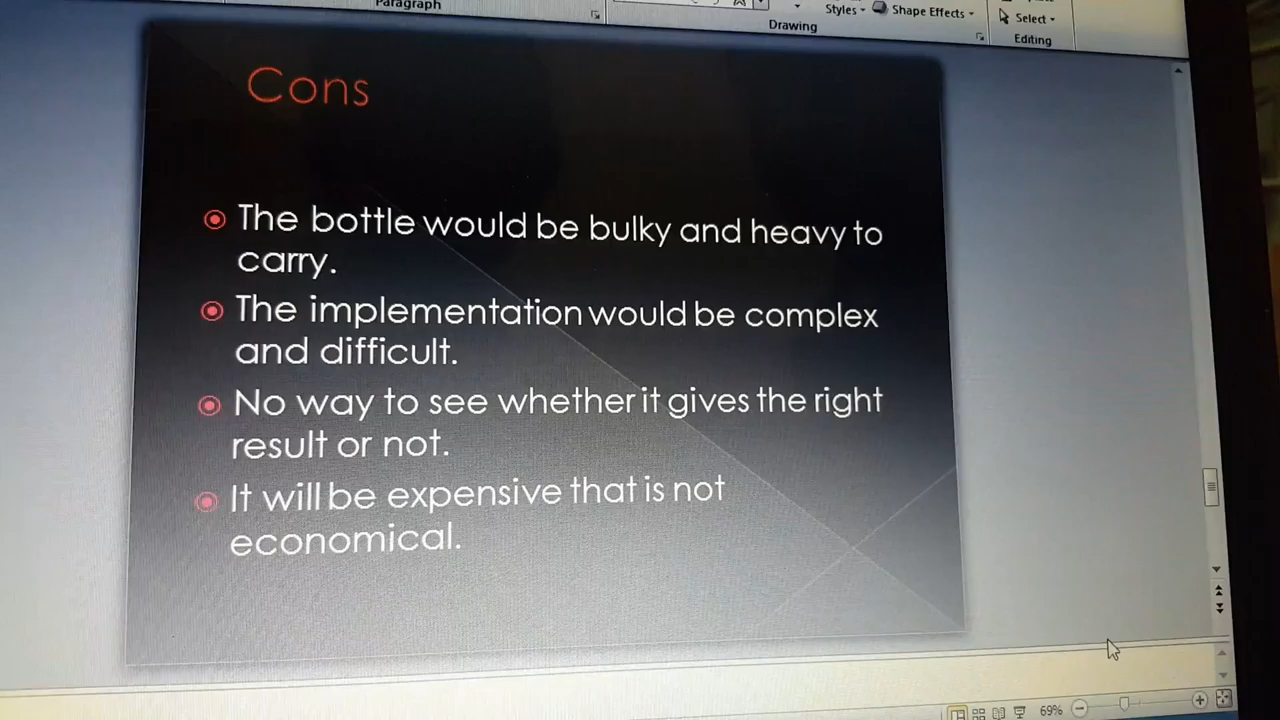 Paragraph
Styles
Shape Effects
Select
Drawing
Editing
Cons
The bottle would be bulky and heavy to
carry.
The implementation would be complex
and difficult.
No way to see whether it gives the right
result or not.
It will be expensive that is not
economical.
69%